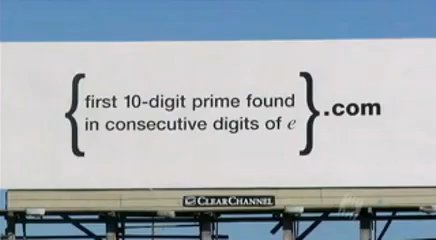 {first 10-digit prime found
in consecutive digits of e}.com
CLEARCHANNEL